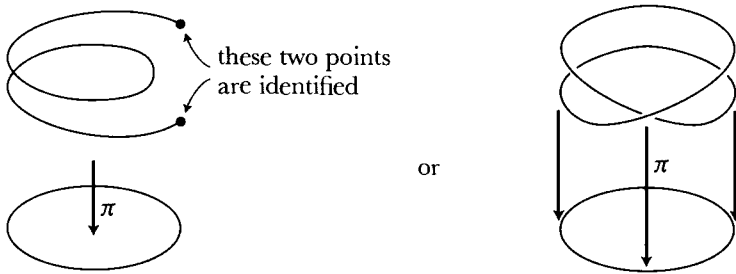 these two points
are identified
π
or
π